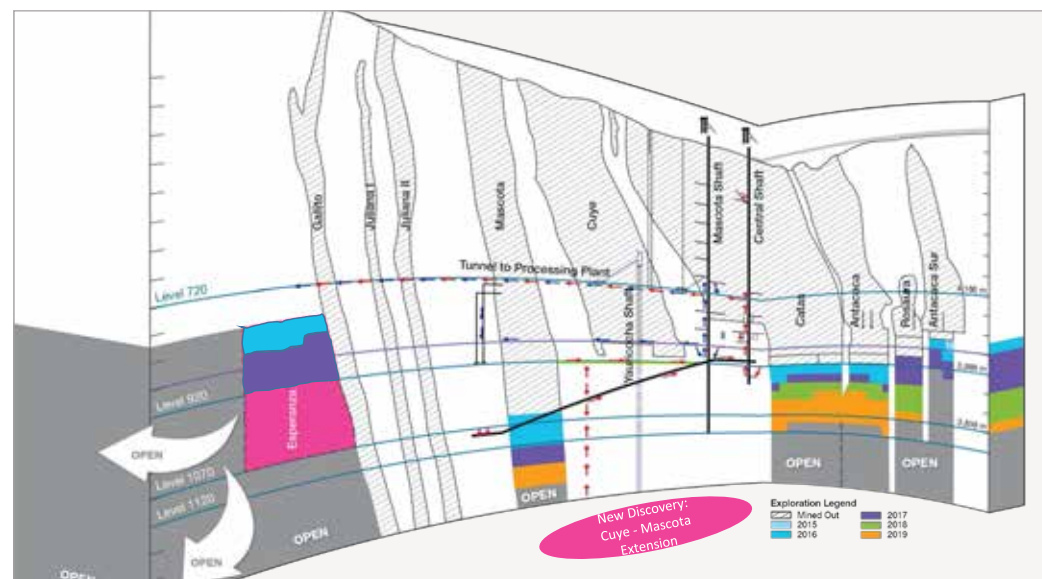 Galito
Juliana I
Juliana II
Mascota
Cuye
Tunnel to Processing Plant
Yauricocha Shaft
Mascota Shaft
Central Shaft
Catas
Antacaca
Rosaura
Antacaca Sur
Level 720
Level 920
Level 1070
Level 1120
Esperanza
OPEN
OPEN
OPEN
OPEN
OPEN
OPEN
OPEN
New Discovery:
Cuye - Mascota
Extension
Exploration Legend
Mined Out
2015
2016
2017
2018
2019